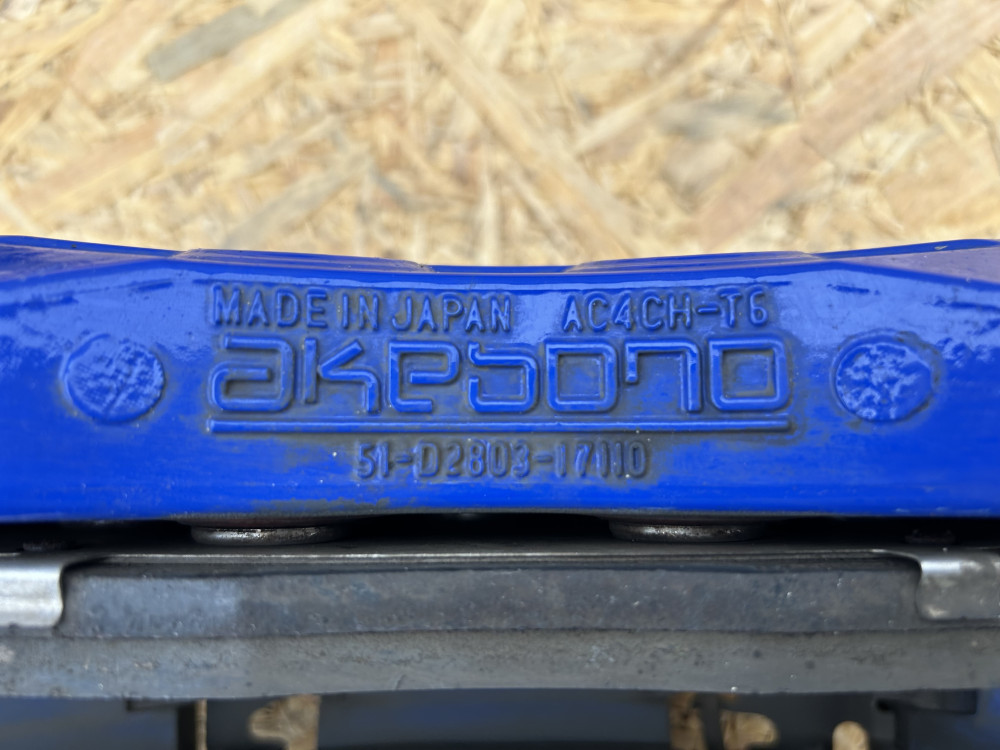 MADE IN JAPAN AC4CH-T6
akebono
51-D2803-17110